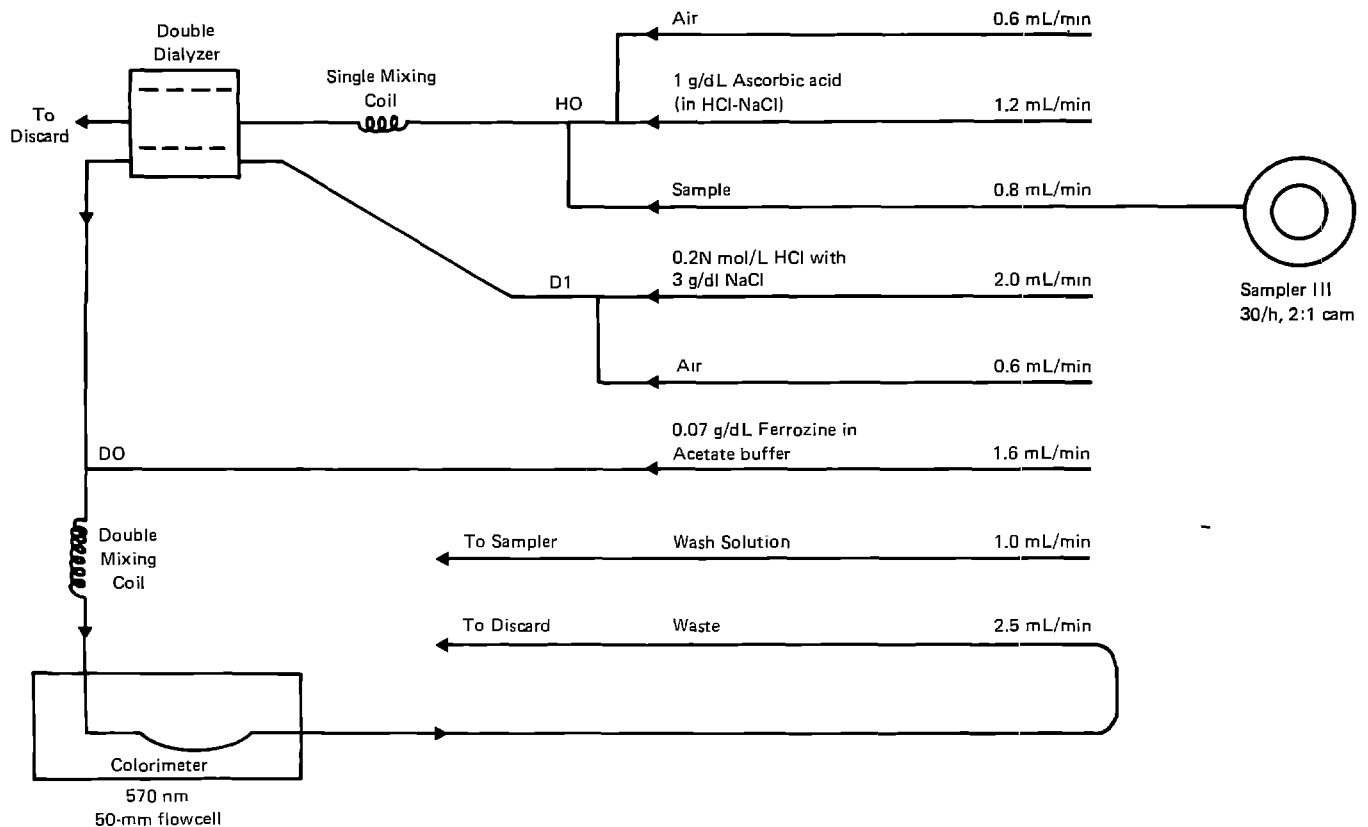 Air
0.6 mL/min
Double
Dialyzer
Single Mixing
Coil
HO
1 g/dL Ascorbic acid
(in HCl-NaCl)
1.2 mL/min
To
Discard
Sample
0.8 mL/min
0.2N mol/L HCl with
3 g/dl NaCl
D1
2.0 mL/min
Sampler III
30/h, 2:1 cam
Air
0.6 mL/min
0.07 g/dL Ferrozine in
Acetate buffer
DO
1.6 mL/min
Double
Mixing
Coil
To Sampler
Wash Solution
1.0 mL/min
To Discard
Waste
2.5 mL/min
Colorimeter
570 nm
50-mm flowcell